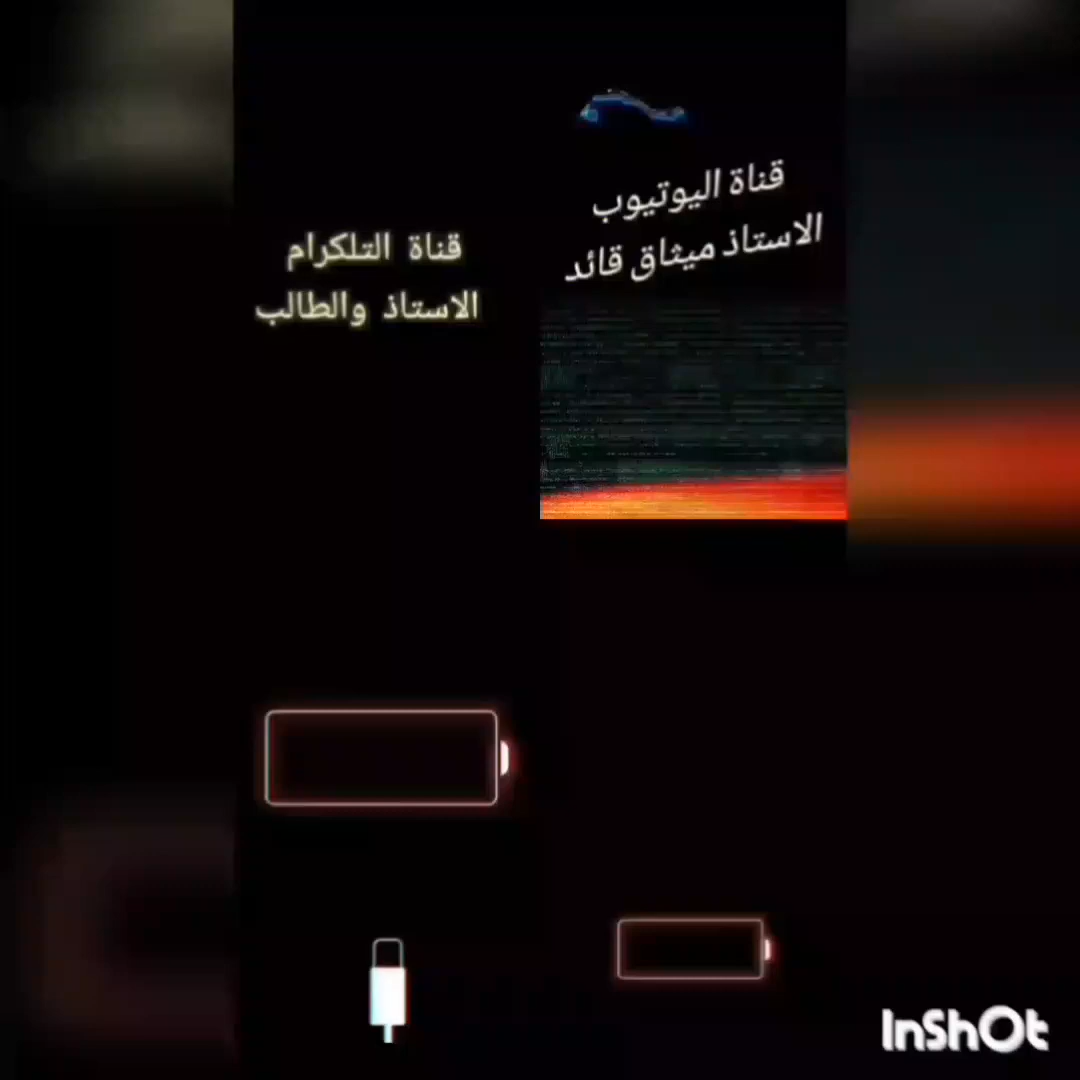 قناة اليوتيوب
الاستاذ ميثاق قائد
قناة التلكرام
الاستاذ والطالب
InShOt